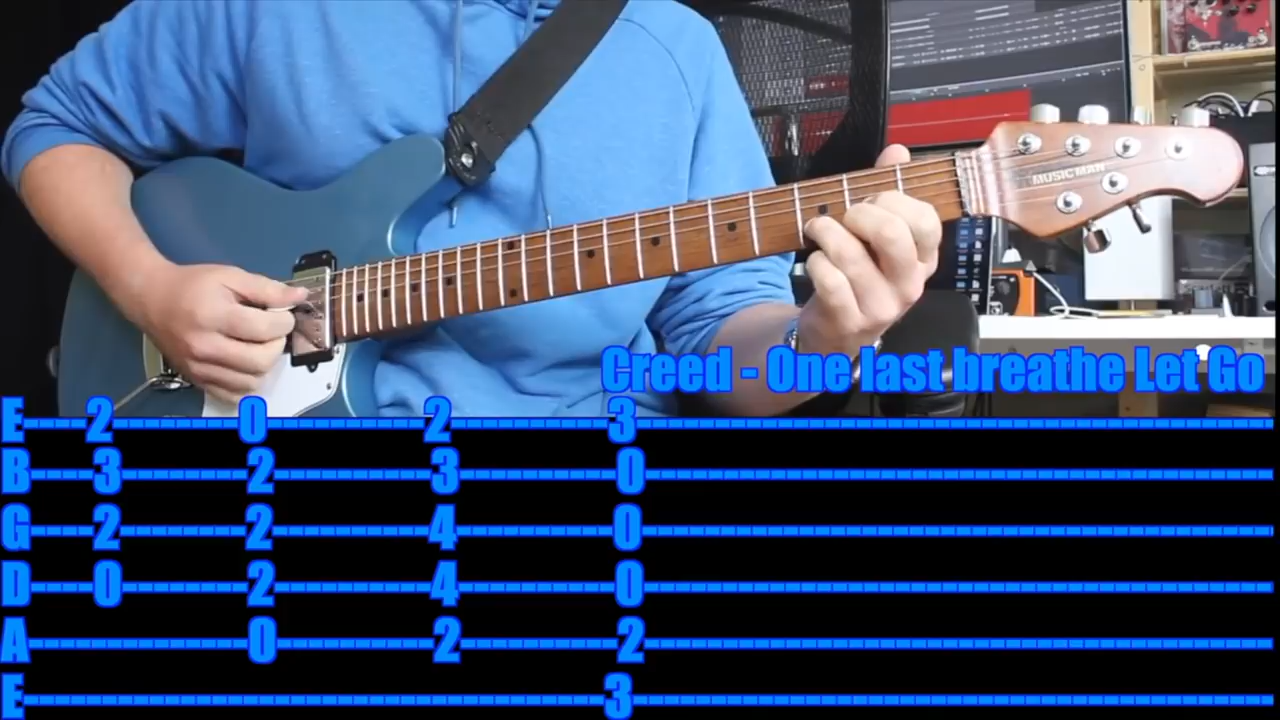 MUSIC MAN
Creed - One last breathe Let Go
E 2 0 2 3
B 3 2 3 0
G 2 2 4 0
D 0 2 4 0
A 0 2 2
E 3